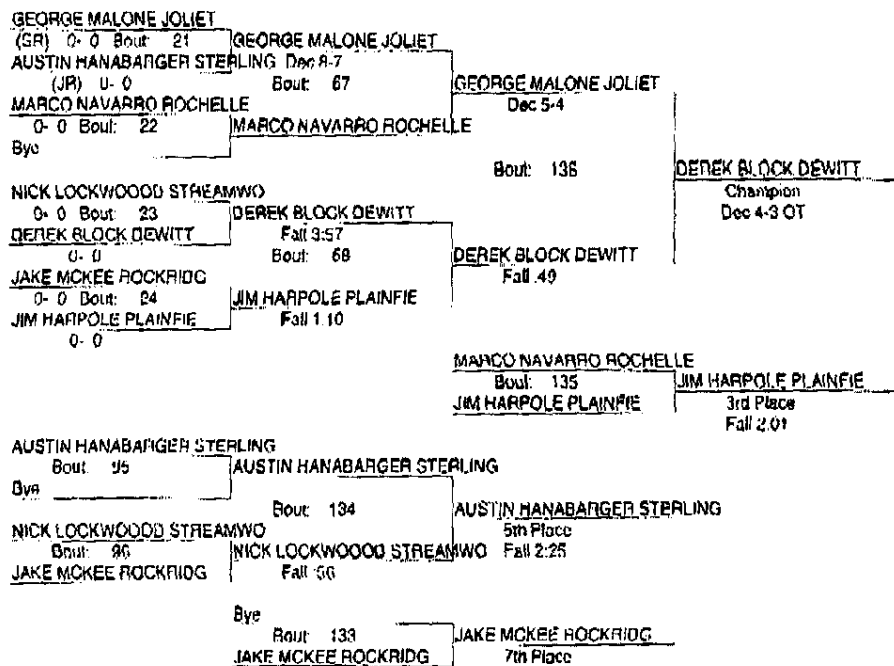 GEORGE MALONE JOLIET
(SR) 0- 0 Bout: 21
GEORGE MALONE JOLIET
AUSTIN HANABARGER STERLING Dec 8-7
(JR) 0- 0
Bout: 67
GEORGE MALONE JOLIET
Dec 5-4
MARCO NAVARRO ROCHELLE
0- 0 Bout: 22
MARCO NAVARRO ROCHELLE
Bye
Bout: 136
DEREK BLOCK DEWITT
Champion
Dec 4-3 OT
NICK LOCKWOOOD STREAMWO
0- 0 Bout: 23
DEREK BLOCK DEWITT
DEREK BLOCK DEWITT
Fall 3:57
0- 0
Bout: 68
DEREK BLOCK DEWITT
Fall :49
JAKE MCKEE ROCKRIDG
0- 0 Bout: 24
JIM HARPOLE PLAINFIE
JIM HARPOLE PLAINFIE
Fall 1:10
0- 0
MARCO NAVARRO ROCHELLE
Bout: 135
JIM HARPOLE PLAINFIE
JIM HARPOLE PLAINFIE
3rd Place
Fall 2:01
AUSTIN HANABARGER STERLING
Bout: 95
AUSTIN HANABARGER STERLING
Bye
Bout: 134
AUSTIN HANABARGER STERLING
5th Place
NICK LOCKWOOOD STREAMWO
Bout: 96
NICK LOCKWOOOD STREAMWO
Fall 2:25
JAKE MCKEE ROCKRIDG
Fall :56
Bye
Bout: 133
JAKE MCKEE ROCKRIDG
JAKE MCKEE ROCKRIDG
7th Place